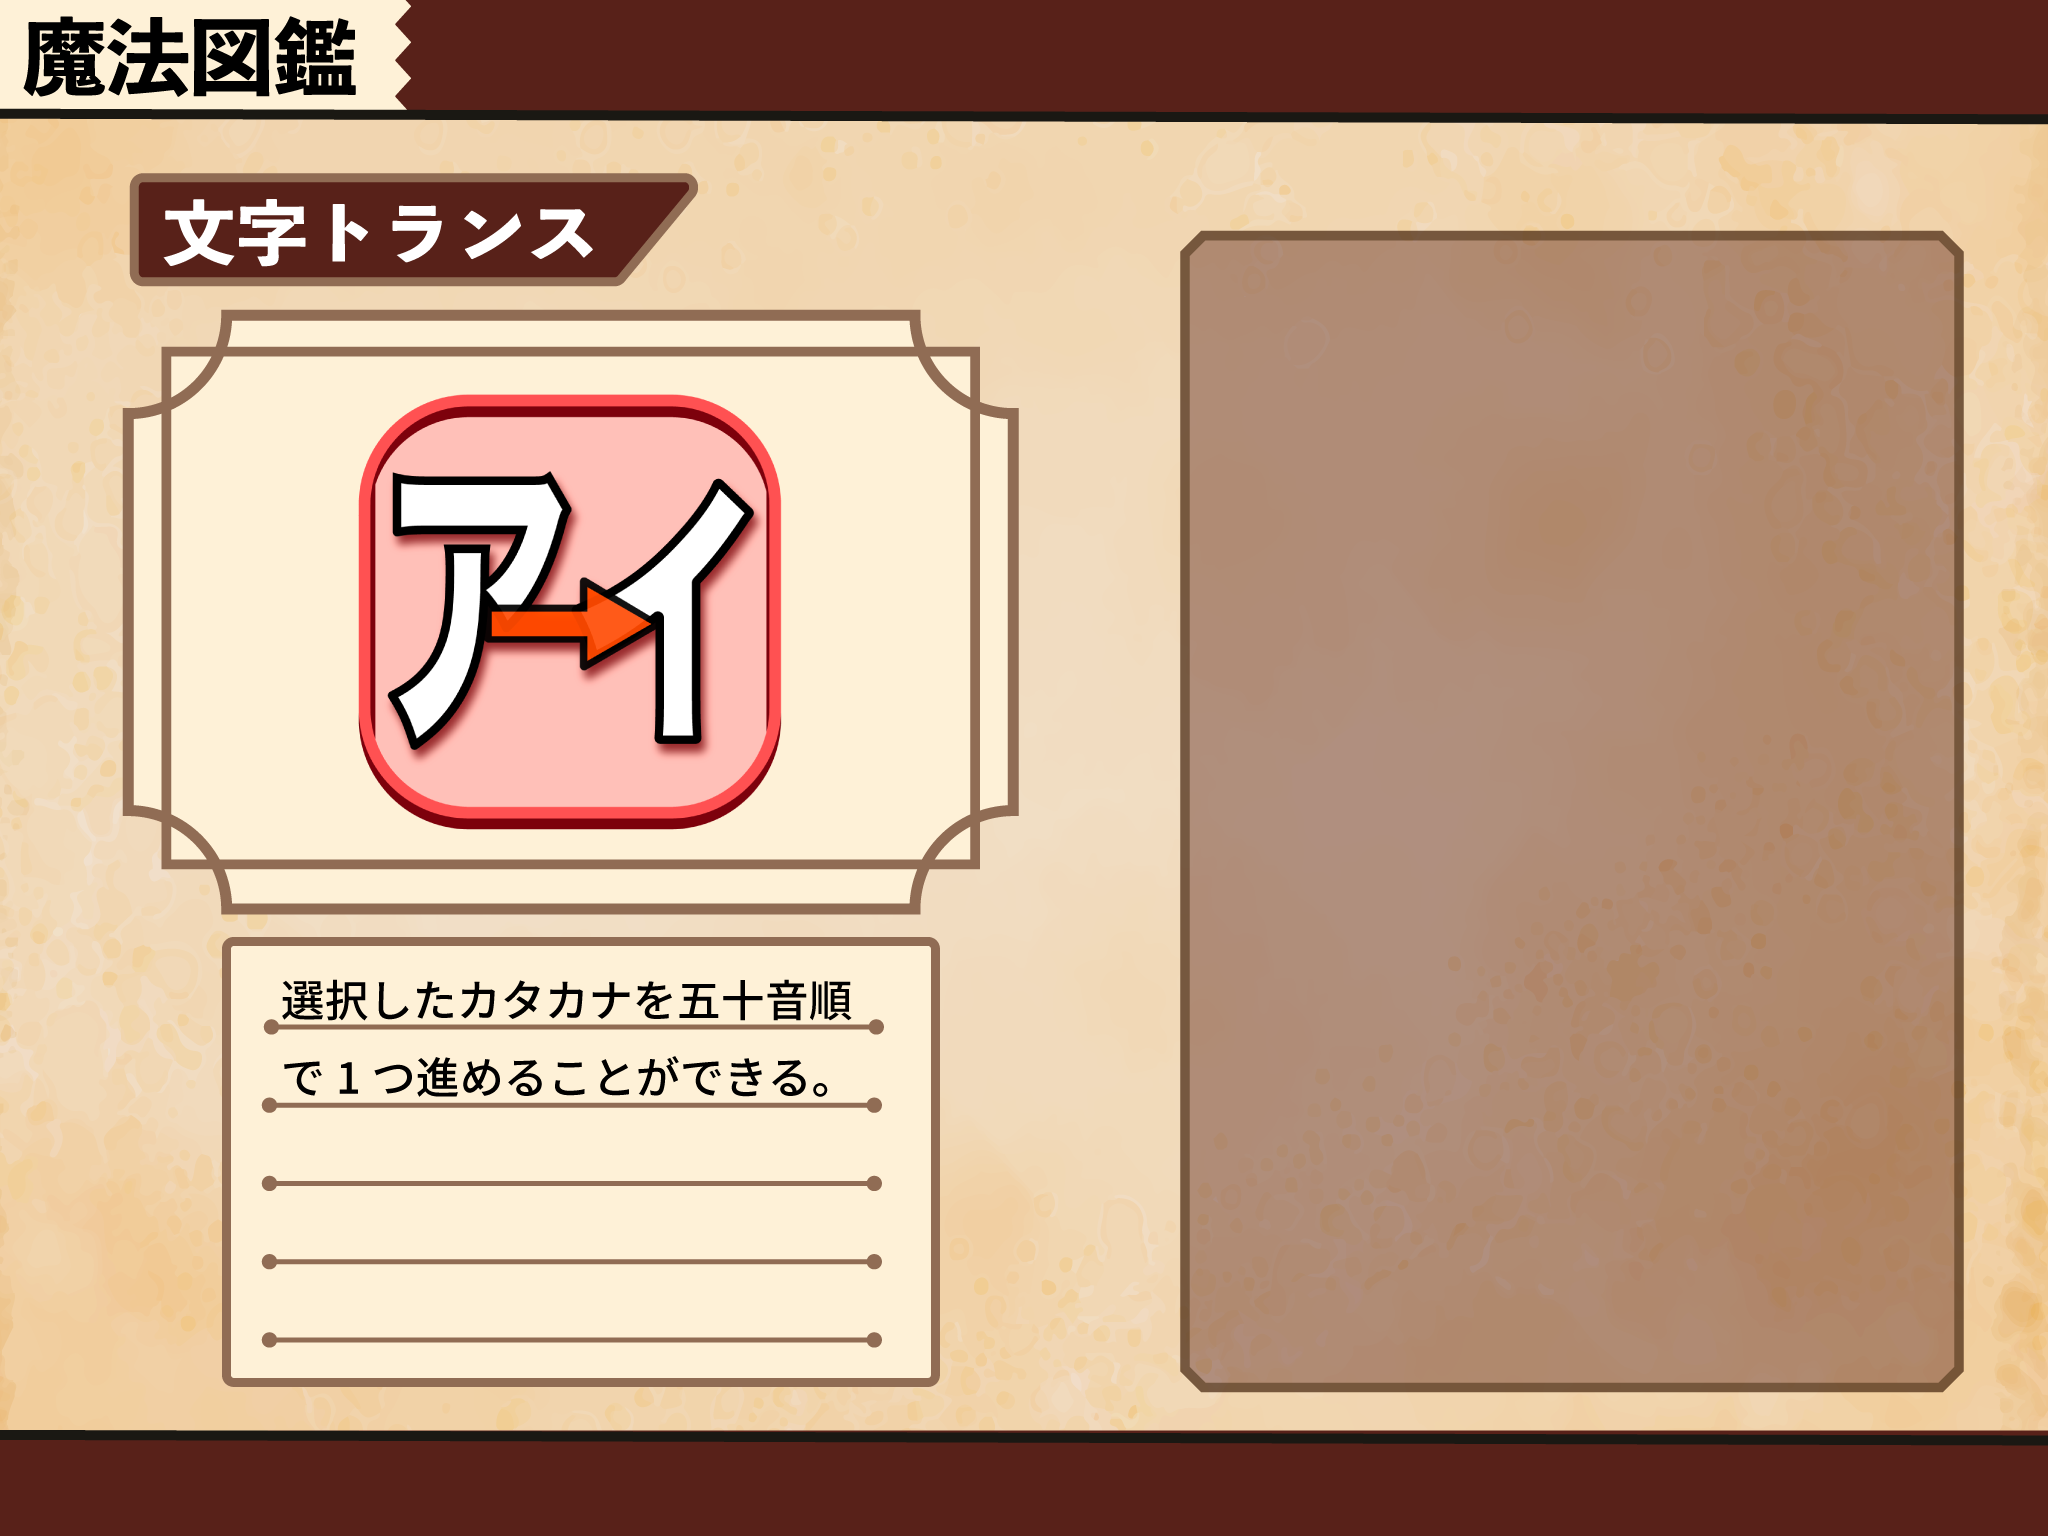 魔法図鑑
文字トランス
アイ
選択したカタカナを五十音順
で1つ進めることができる。